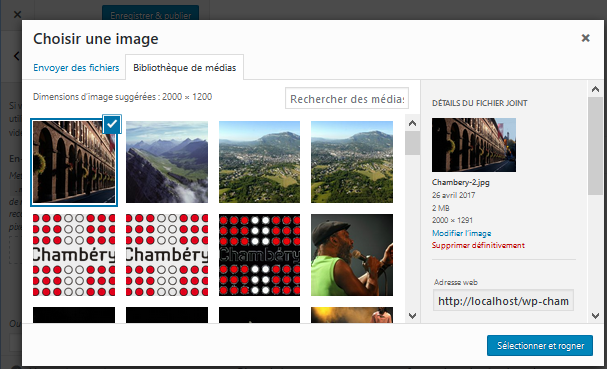 Enregistrer & publier
Choisir une image
Envoyer des fichiers
Bibliothèque de médias
Dimensions d'image suggérées : 2000 × 1200
Rechercher des médias
DÉTAILS DU FICHIER JOINT
Chambery-2.jpg
26 avril 2017
2 MB
2000 × 1291
Modifier l'image
Supprimer définitivement
Chambéry
Chambéry
Chambéry
Adresse web
http://localhost/wp-cham
Sélectionner et rogner